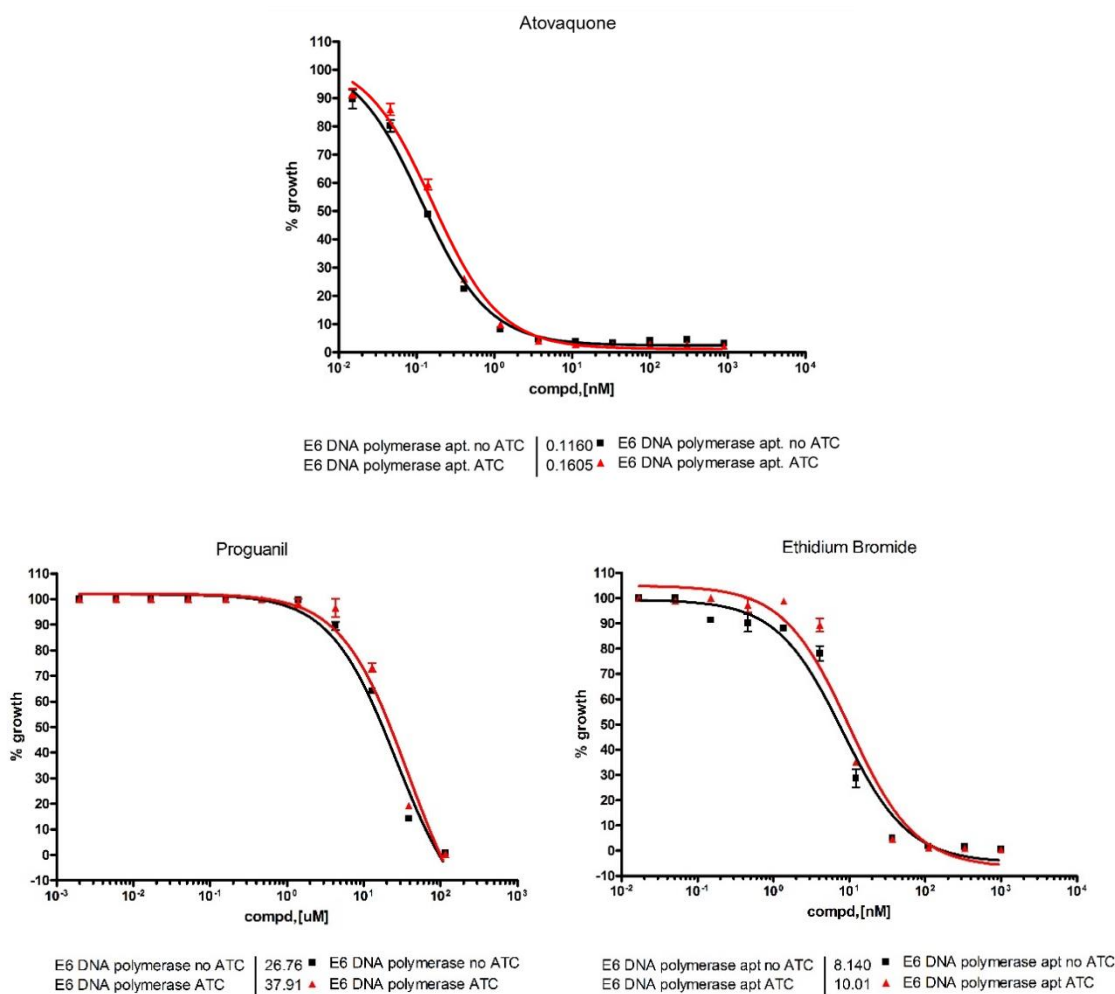 Atovaquone
110
100
90
80
70
60
50
40
30
20
10
0
% growth
10-2 10-1 100 101 102 103 104
compd,[nM]
E6 DNA polymerase apt. no ATC 0.1160 E6 DNA polymerase apt. no ATC
E6 DNA polymerase apt. ATC 0.1605 E6 DNA polymerase apt. ATC
Proguanil
110
100
90
80
70
60
50
40
30
20
10
0
-10
% growth
10-3 10-2 10-1 100 101 102 103
compd,[uM]
E6 DNA polymerase no ATC 26.76 E6 DNA polymerase no ATC
E6 DNA polymerase ATC 37.91 E6 DNA polymerase ATC
Ethidium Bromide
110
100
90
80
70
60
50
40
30
20
10
0
-10
% growth
10-2 10-1 100 101 102 103 104
compd,[nM]
E6 DNA polymerase apt no ATC 8.140 E6 DNA polymerase apt no ATC
E6 DNA polymerase apt ATC 10.01 E6 DNA polymerase apt ATC